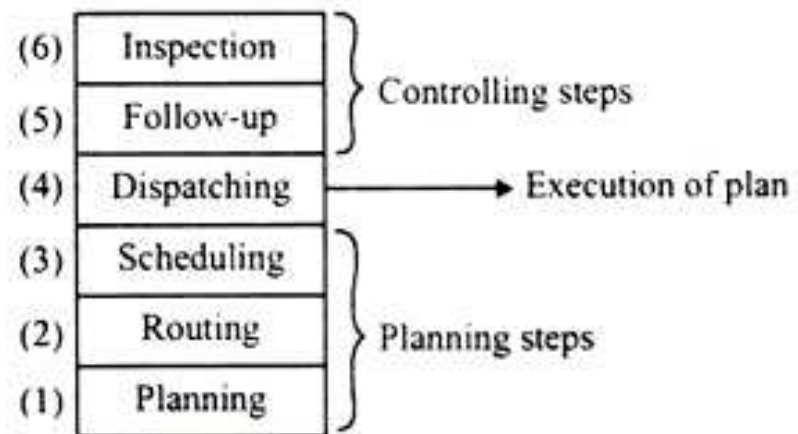 (6) Inspection
Controlling steps
(5) Follow-up
(4) Dispatching Execution of plan
(3) Scheduling
(2) Routing
Planning steps
(1) Planning